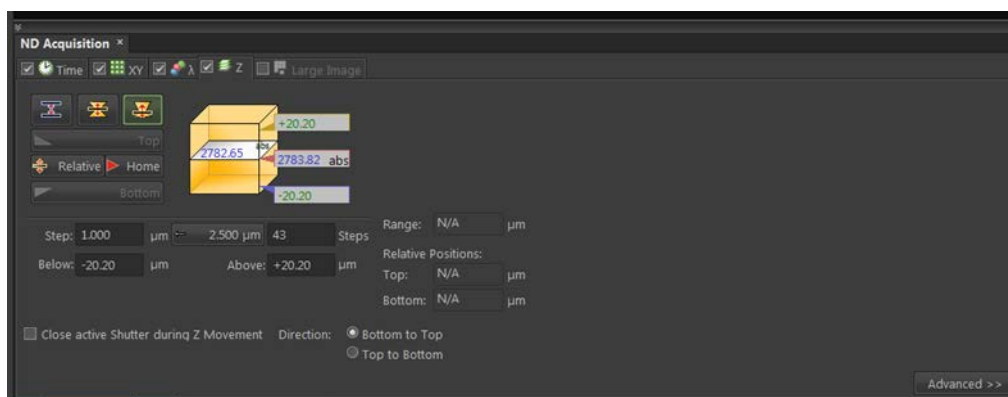 ND Acquisition ×
Time XY λ Z Large Image
Top
+20.20
2782.65 abs
Relative Home
2783.82 abs
Bottom
-20.20
Step: 1.000 µm 2.500 µm 43 Steps
Range: N/A µm
Below: -20.20 µm Above: +20.20 µm
Relative Positions:
Top: N/A µm
Bottom: N/A µm
Close active Shutter during Z Movement Direction: Bottom to Top
Top to Bottom
Advanced >>